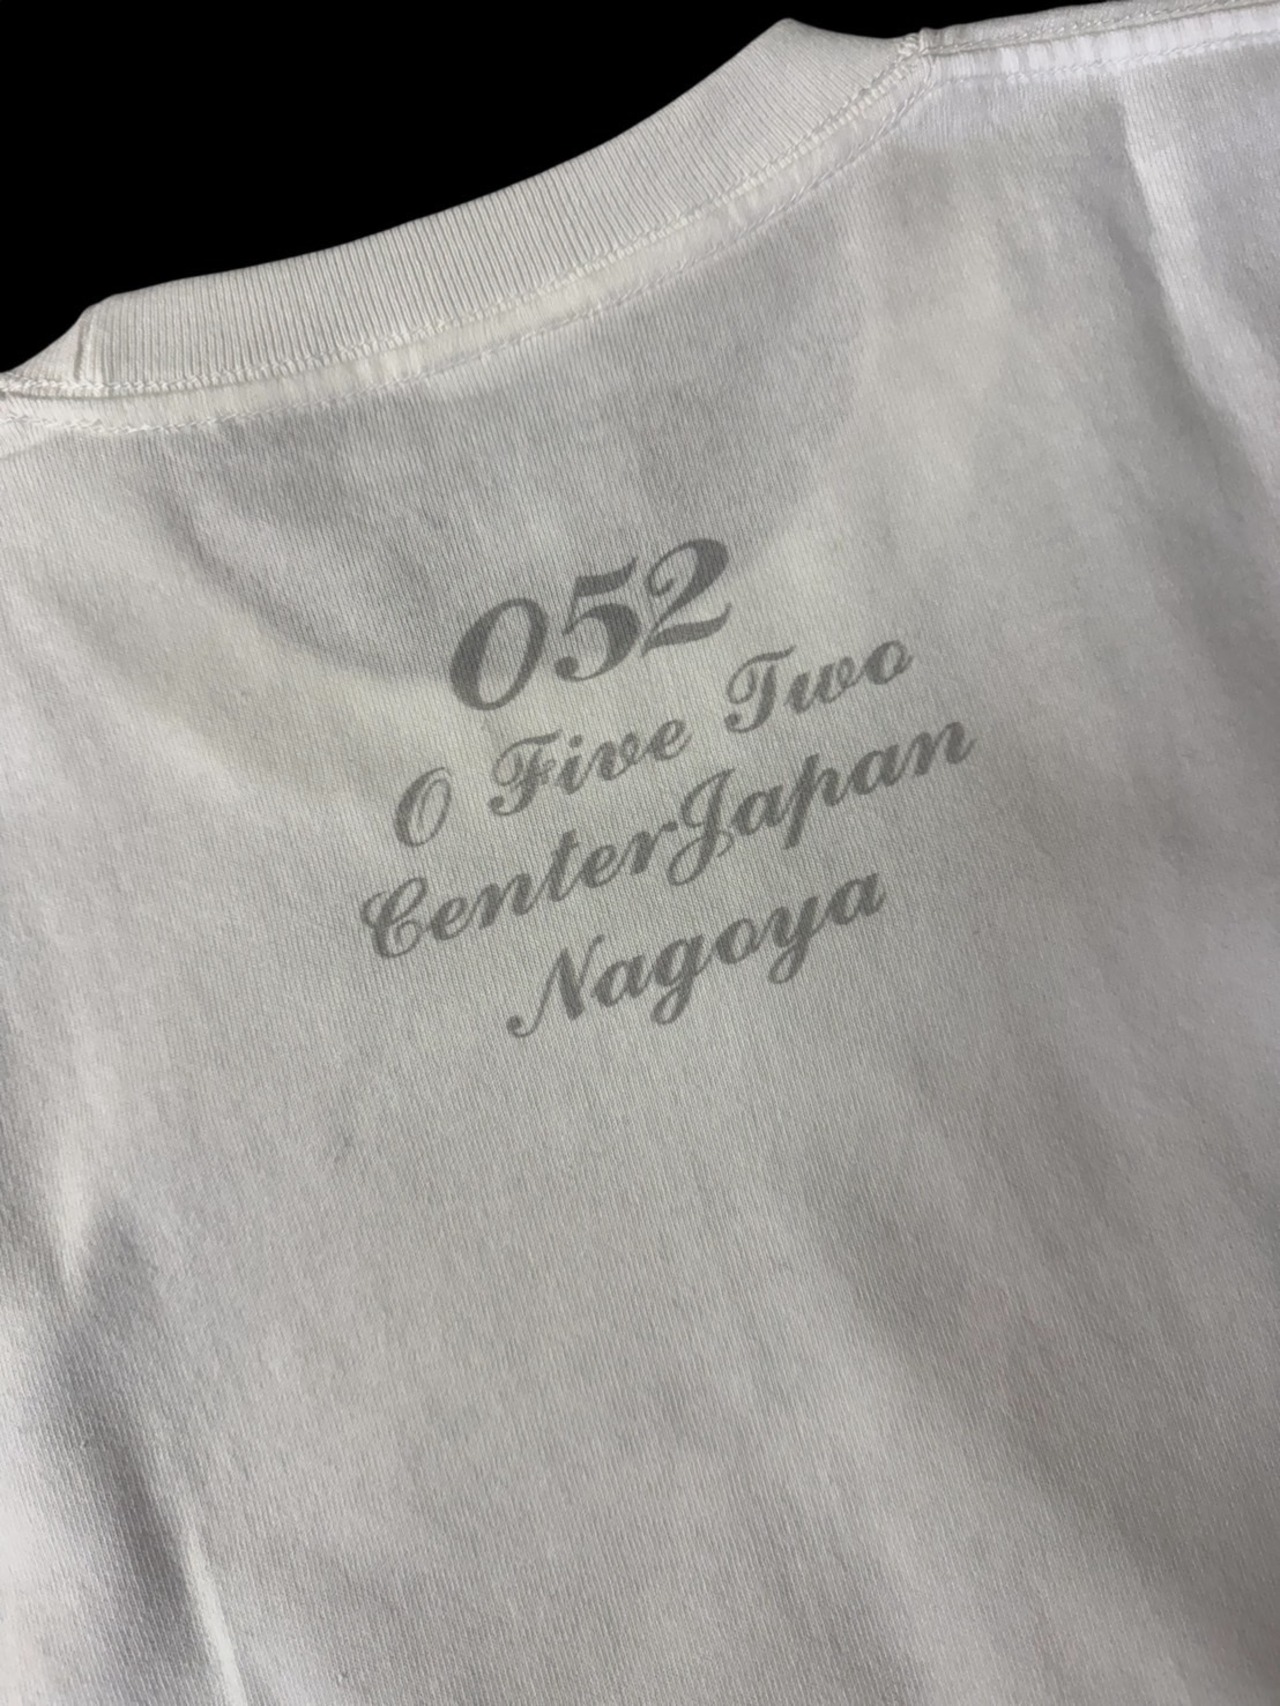 052
O Five Two
CenterJapan
Nagoya